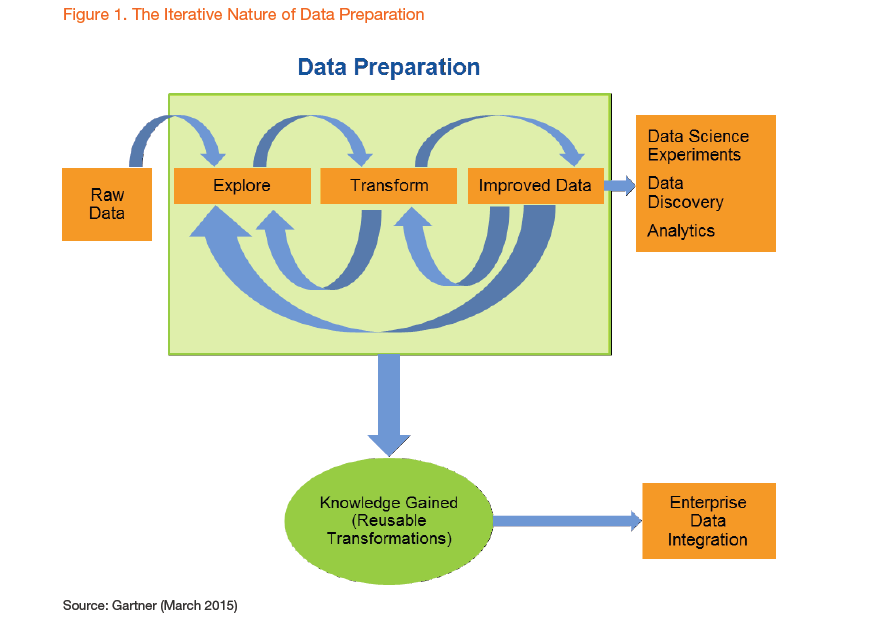 Figure 1. The Iterative Nature of Data Preparation
Data Preparation
Raw
Data
Explore
Transform
Improved Data
Data Science
Experiments
Data
Discovery
Analytics
Knowledge Gained
(Reusable
Transformations)
Enterprise
Data
Integration
Source: Gartner (March 2015)